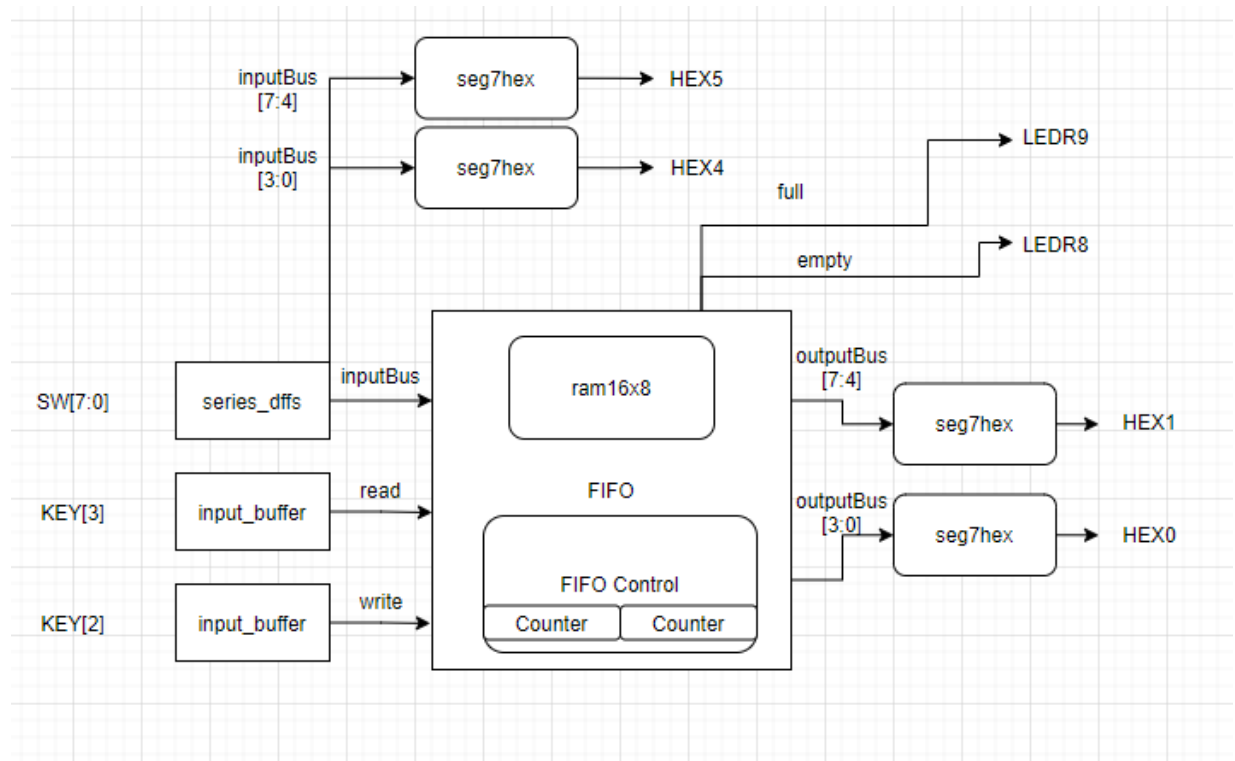 inputBus
[7:4]
seg7hex
HEX5
inputBus
[3:0]
seg7hex
HEX4
full
LEDR9
empty
LEDR8
SW[7:0]
series_dffs
inputBus
ram16x8
outputBus
[7:4]
seg7hex
HEX1
KEY[3]
input_buffer
read
FIFO
outputBus
[3:0]
seg7hex
HEX0
KEY[2]
input_buffer
write
FIFO Control
Counter
Counter